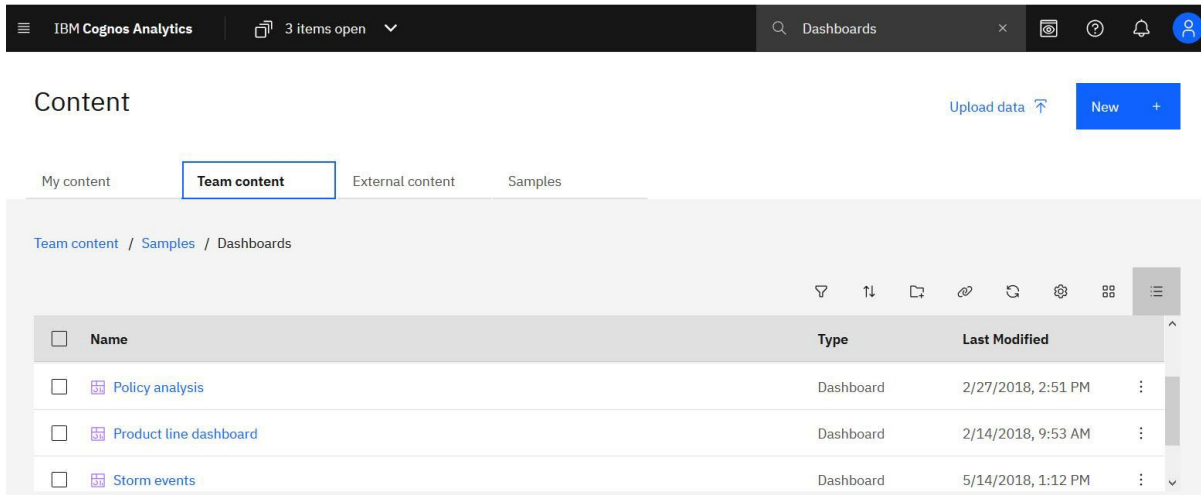 IBM Cognos Analytics 3 items open Dashboards
Content
Upload data New +
My content Team content External content Samples
Team content / Samples / Dashboards
Name Type Last Modified
Policy analysis Dashboard 2/27/2018, 2:51 PM
Product line dashboard Dashboard 2/14/2018, 9:53 AM
Storm events Dashboard 5/14/2018, 1:12 PM